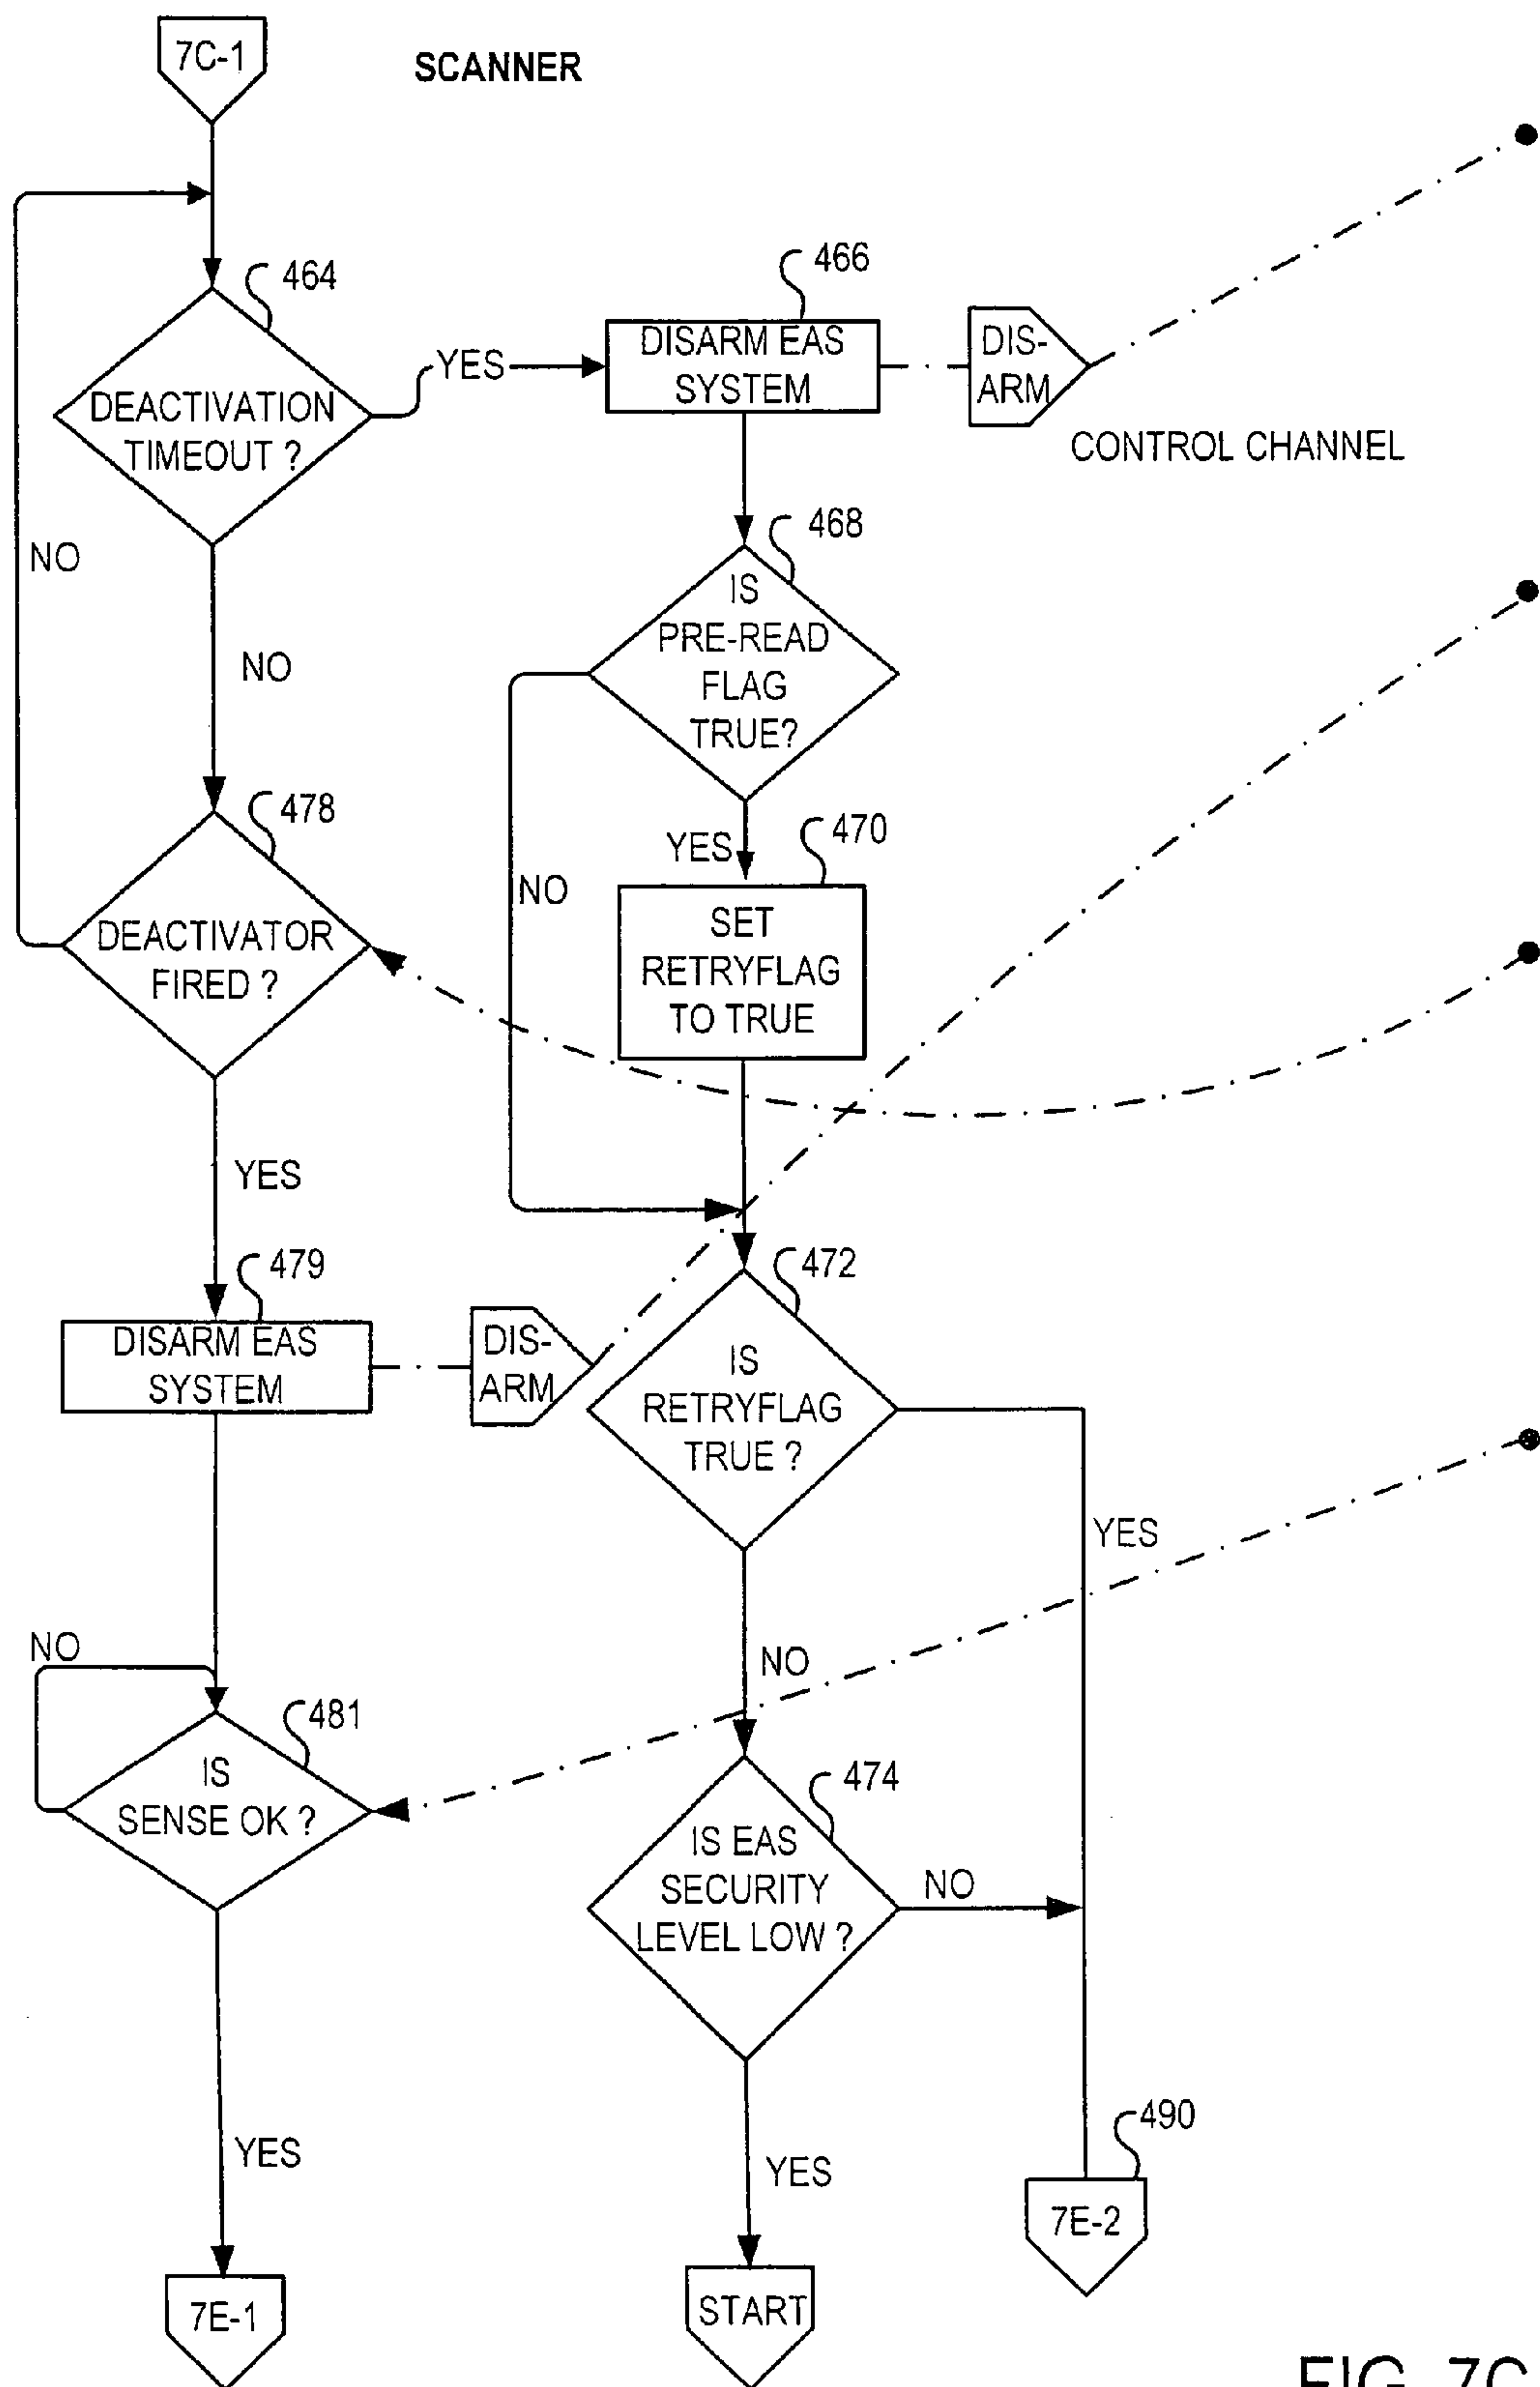 7C-1
SCANNER
464
DEACTIVATION
TIMEOUT ?
YES
466
DISARM EAS
SYSTEM
DIS-
ARM
CONTROL CHANNEL
NO
NO
468
IS
PRE-READ
FLAG
TRUE?
YES
NO
470
SET
RETRYFLAG
TO TRUE
478
DEACTIVATOR
FIRED ?
YES
479
DISARM EAS
SYSTEM
DIS-
ARM
472
IS
RETRYFLAG
TRUE ?
YES
NO
NO
481
IS
SENSE OK ?
474
IS EAS
SECURITY
LEVEL LOW ?
NO
YES
YES
490
7E-1
START
7E-2
FIG. 7C